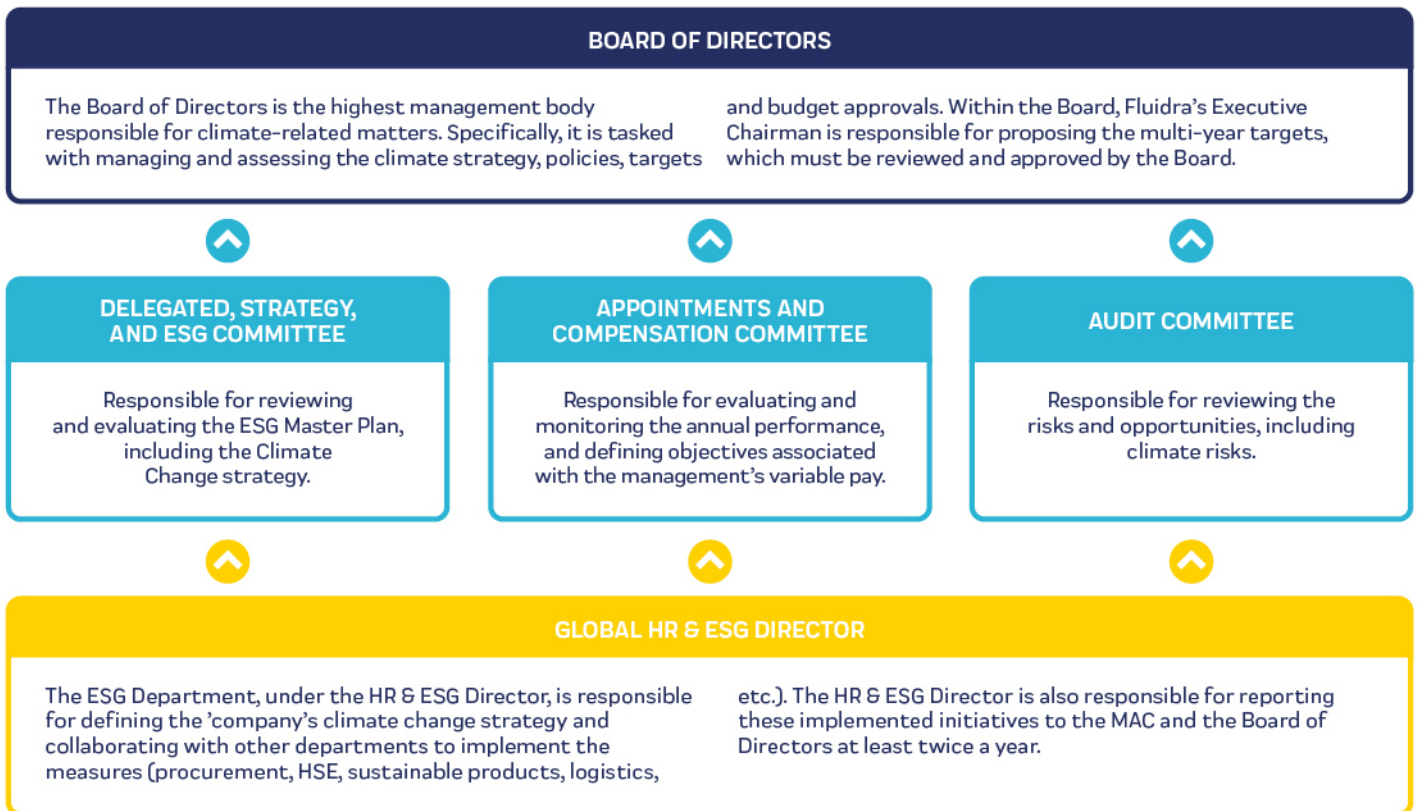 BOARD OF DIRECTORS
The Board of Directors is the highest management body
responsible for climate-related matters. Specifically, it is tasked
with managing and assessing the climate strategy, policies, targets
and budget approvals. Within the Board, Fluidra's Executive
Chairman is responsible for proposing the multi-year targets,
which must be reviewed and approved by the Board.
DELEGATED, STRATEGY,
AND ESG COMMITTEE
Responsible for reviewing
and evaluating the ESG Master Plan,
including the Climate
Change strategy.
APPOINTMENTS AND
COMPENSATION COMMITTEE
Responsible for evaluating and
monitoring the annual performance,
and defining objectives associated
with the management's variable pay.
AUDIT COMMITTEE
Responsible for reviewing the
risks and opportunities, including
climate risks.
GLOBAL HR & ESG DIRECTOR
The ESG Department, under the HR & ESG Director, is responsible
for defining the 'company's climate change strategy and
collaborating with other departments to implement the
measures (procurement, HSE, sustainable products, logistics,
etc.). The HR & ESG Director is also responsible for reporting
these implemented initiatives to the MAC and the Board of
Directors at least twice a year.